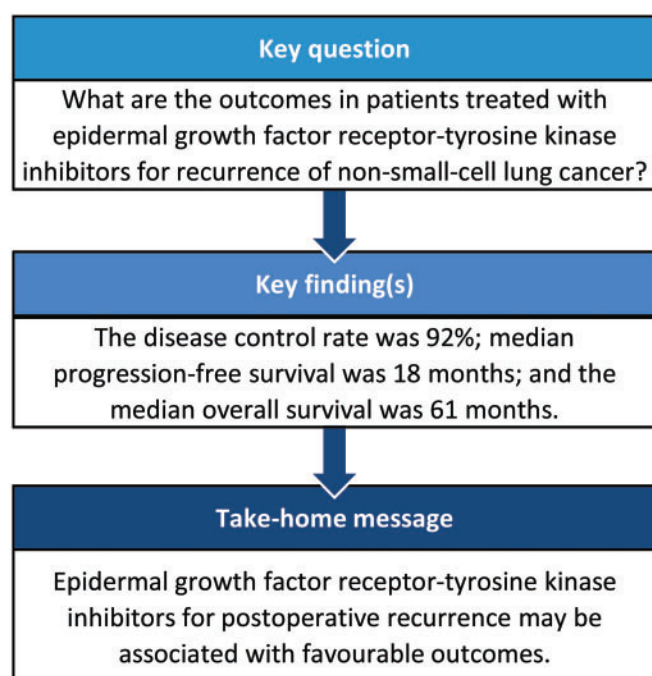 Key question
What are the outcomes in patients treated with
epidermal growth factor receptor-tyrosine kinase
inhibitors for recurrence of non-small-cell lung cancer?
Key finding(s)
The disease control rate was 92%; median
progression-free survival was 18 months; and the
median overall survival was 61 months.
Take-home message
Epidermal growth factor receptor-tyrosine kinase
inhibitors for postoperative recurrence may be
associated with favourable outcomes.